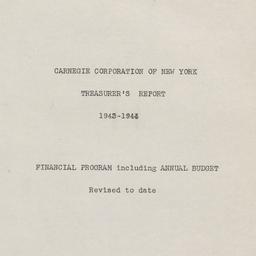 CARNEGIE CORPORATION OF NEW YORK
TREASURER'S REPORT
1943-1944
FINANCIAL PROGRAM including ANNUAL BUDGET
Revised to date